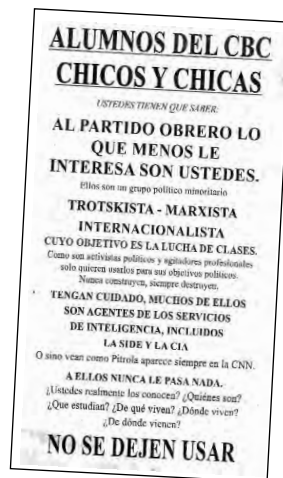 ALUMNOS DEL CBC
CHICOS Y CHICAS
USTEDES TIENEN QUE SABER:
AL PARTIDO OBRERO LO
QUE MENOS LE
INTERESA SON USTEDES.
Ellos son un grupo político minoritario
TROTSKISTA - MARXISTA
INTERNACIONALISTA
CUYO OBJETIVO ES LA LUCHA DE CLASES.
Como son activistas políticos y agitadores profesionales
solo quieren usarlos para sus objetivos políticos.
Nunca construyen, siempre destruyen.
TENGAN CUIDADO, MUCHOS DE ELLOS
SON AGENTES DE LOS SERVICIOS
DE INTELIGENCIA, INCLUIDOS
LA SIDE Y LA CIA
O sino vean como Pitrola aparece siempre en la CNN.
A ELLOS NUNCA LE PASA NADA.
¿Ustedes realmente los conocen? ¿Quiénes son?
¿Que estudian? ¿De qué viven? ¿Dónde viven?
¿De dónde vienen?
NO SE DEJEN USAR